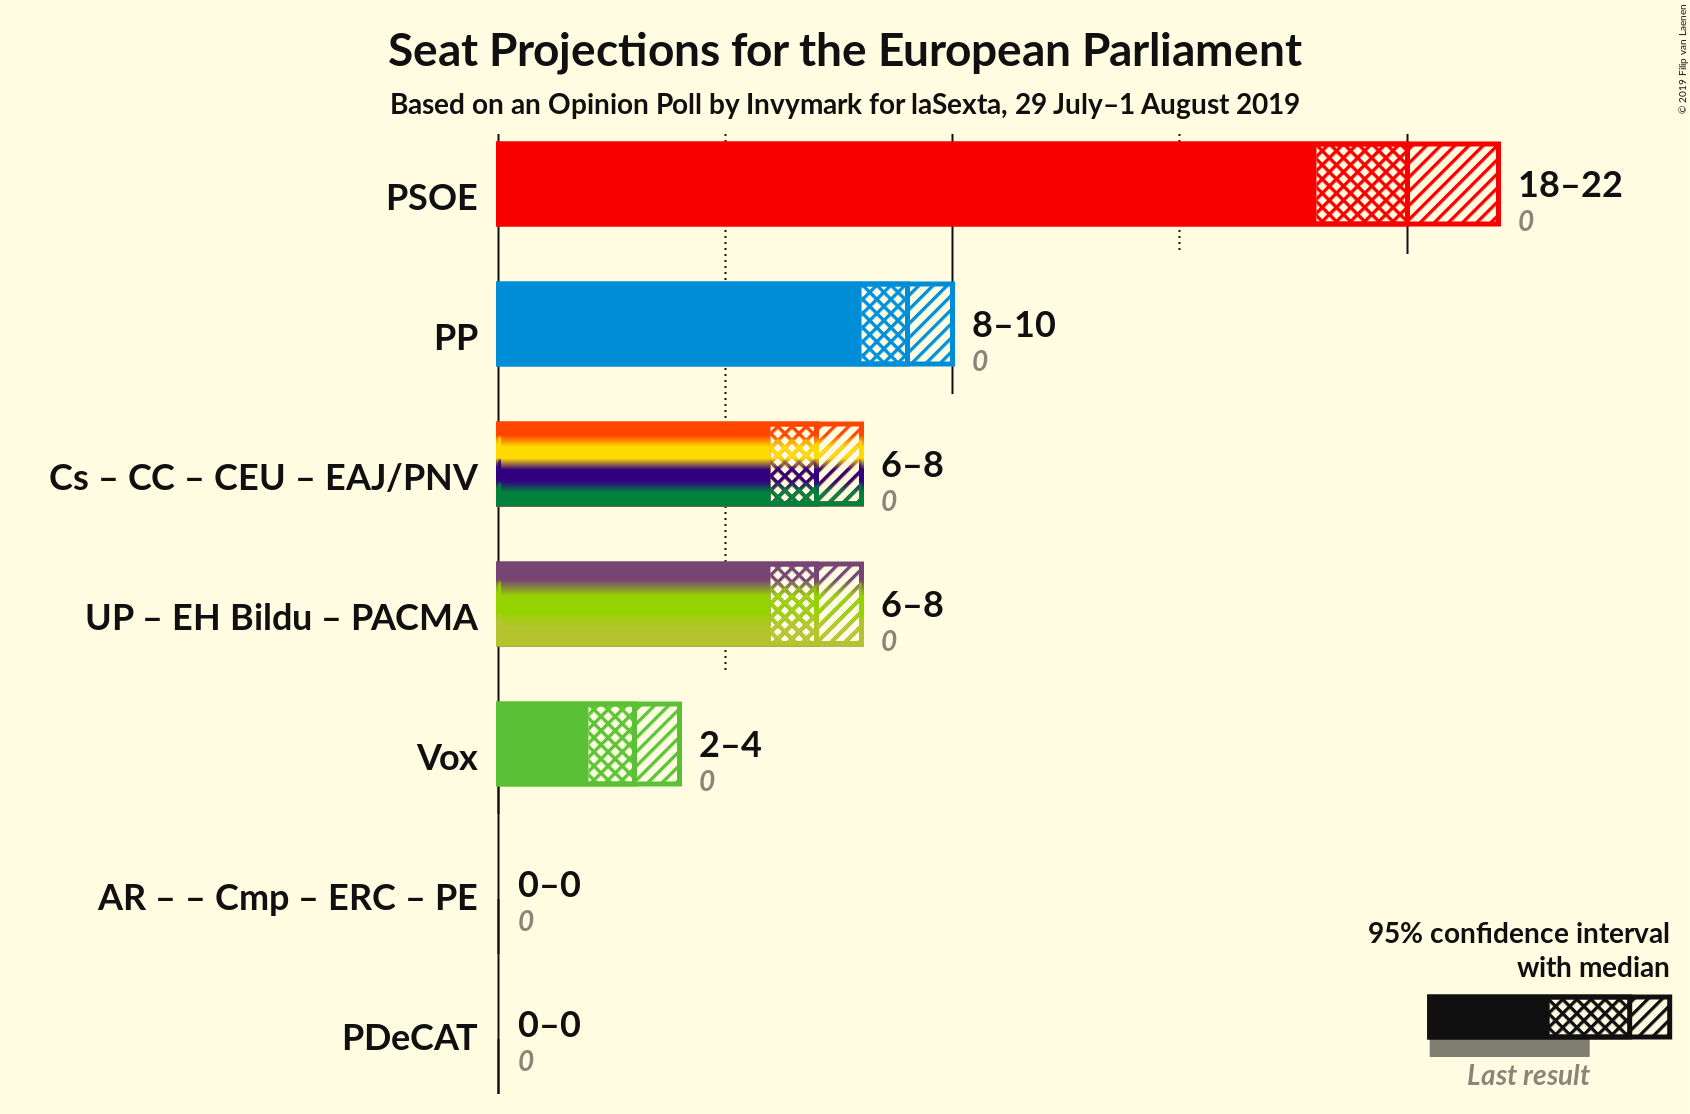 Seat Projections for the European Parliament
Based on an Opinion Poll by Invymark for laSexta, 29 July–1 August 2019
© 2019 Filip van Laenen
PSOE
18–22
0
PP
8–10
0
Cs – CC – CEU – EAJ/PNV
6–8
0
UP – EH Bildu – PACMA
6–8
0
Vox
2–4
0
AR – – Cmp – ERC – PE
0–0
0
PDeCAT
0–0
0
95% confidence interval
with median
Last result